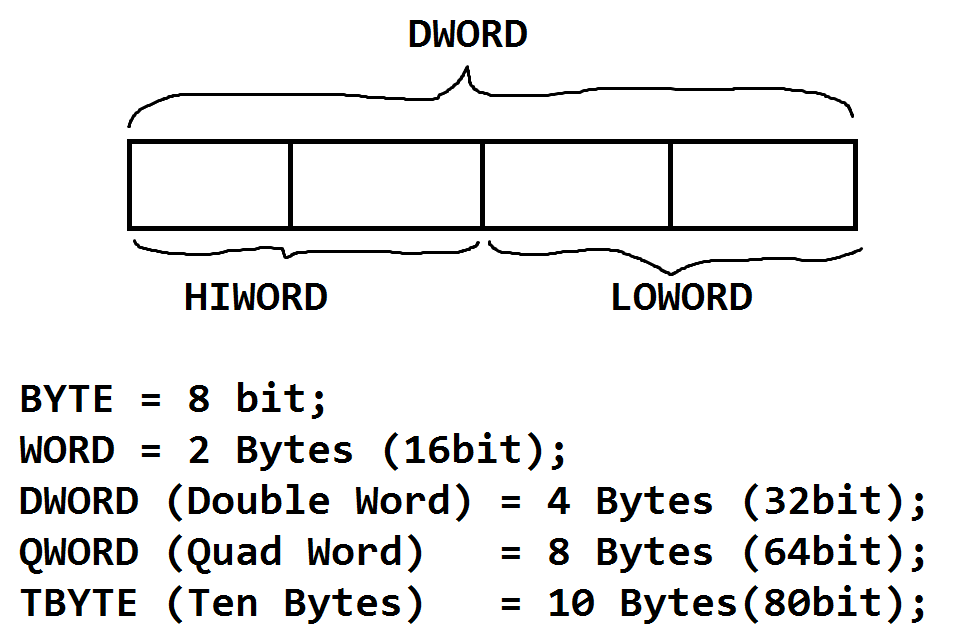 DWORD
HIWORD LOWORD
BYTE = 8 bit;
WORD = 2 Bytes (16bit);
DWORD (Double Word) = 4 Bytes (32bit);
QWORD (Quad Word) = 8 Bytes (64bit);
TBYTE (Ten Bytes) = 10 Bytes(80bit);